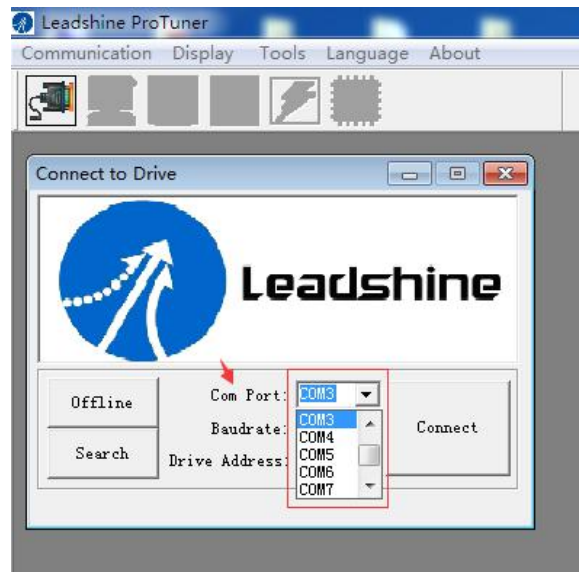 Leadshine ProTuner
Communication Display Tools Language About
Connect to Drive
Leadshine
Offline
Search
Com Port: COM3
Baudrate:
Drive Address:
COM3
COM4
COM5
COM6
COM7
Connect